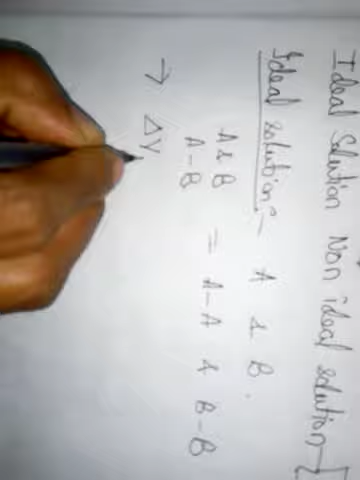 Ideal Solution Non ideal solution-
Ideal solution:- A & B.
A & B
A-B = A-A & B-B
→ ΔV